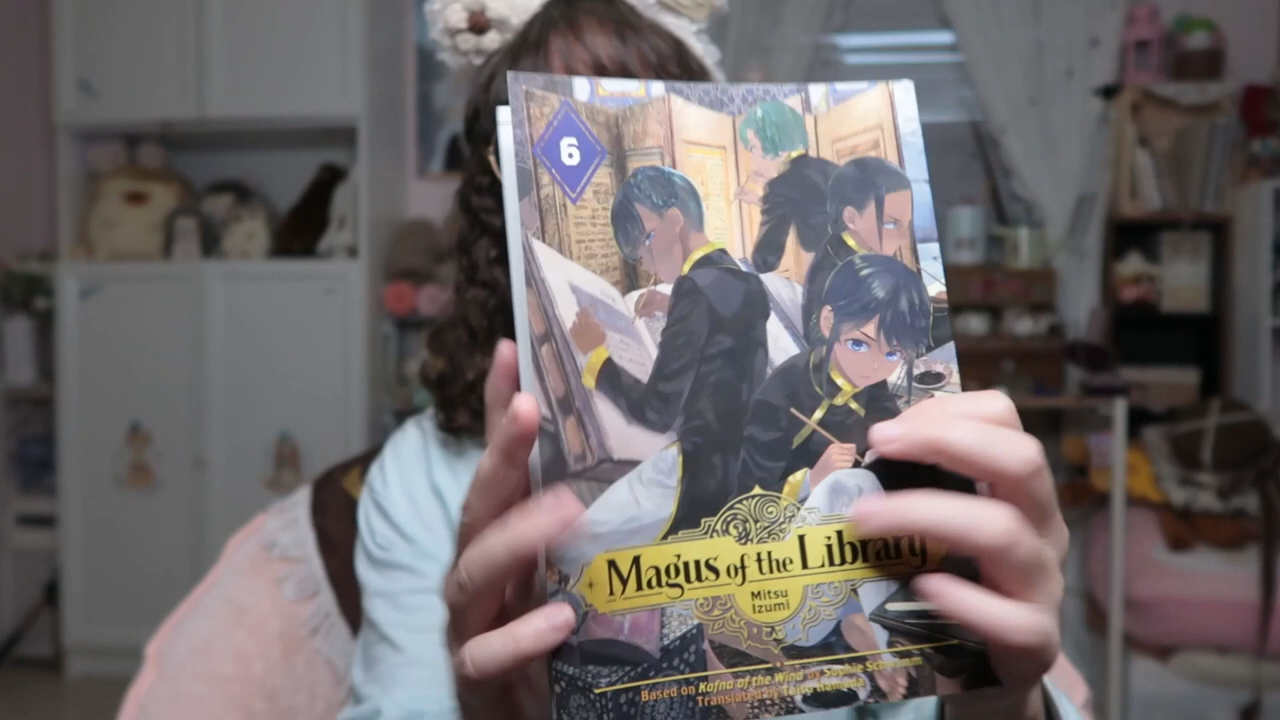 6
Magus of the Library
Mitsu
Izumi
Based on Kafna of the Wind by Sophie Schwimm
Translated by